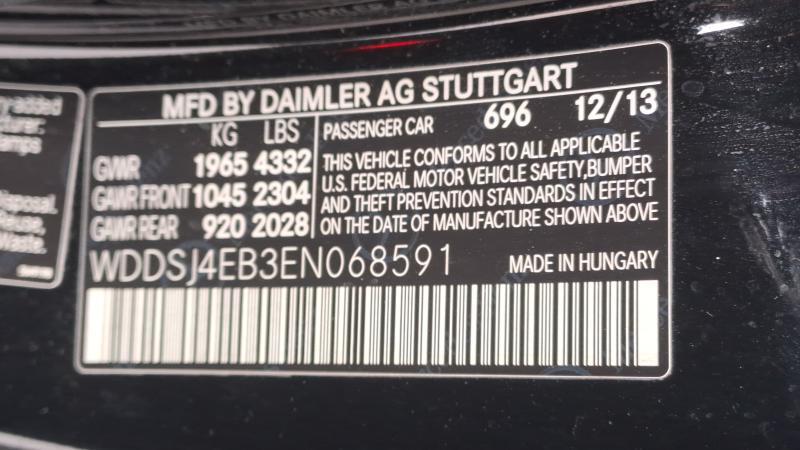 MFD BY DAIMLER AG STUTTGART
KG LBS
PASSENGER CAR 696 12/13
GVWR 1965 4332
GAWR FRONT 1045 2304
GAWR REAR 920 2028
THIS VEHICLE CONFORMS TO ALL APPLICABLE
U.S. FEDERAL MOTOR VEHICLE SAFETY,BUMPER
AND THEFT PREVENTION STANDARDS IN EFFECT
ON THE DATE OF MANUFACTURE SHOWN ABOVE
WDDSJ4EB3EN068591
MADE IN HUNGARY
added